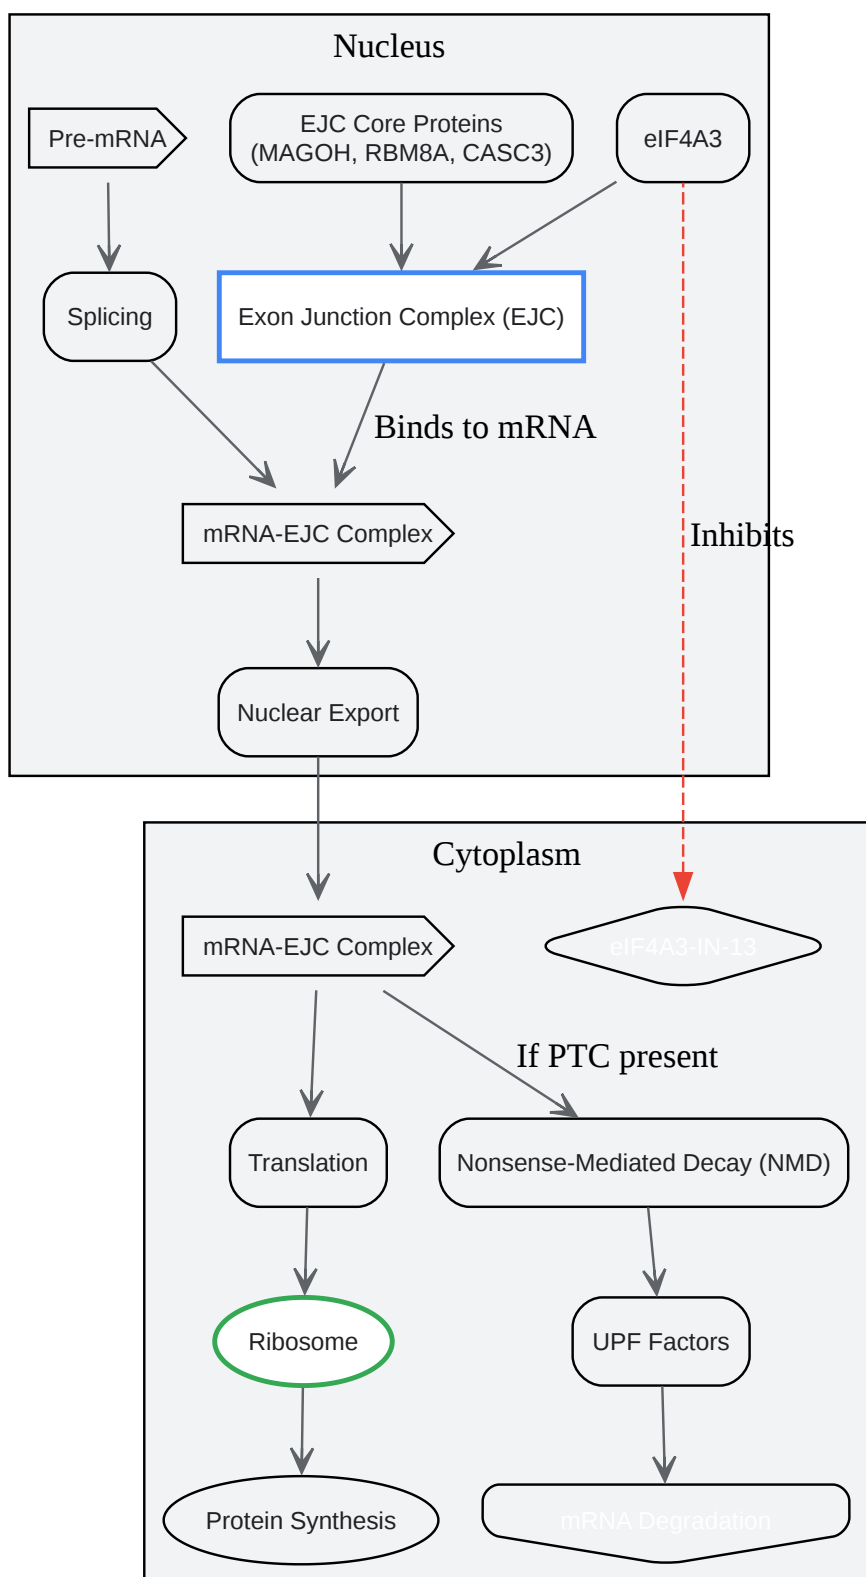 Nucleus
Pre-mRNA
EJC Core Proteins
(MAGOH, RBM8A, CASC3)
eIF4A3
Splicing
Exon Junction Complex (EJC)
Binds to mRNA
mRNA-EJC Complex
Inhibits
Nuclear Export
Cytoplasm
mRNA-EJC Complex
eIF4A3-IN-13
If PTC present
Translation
Nonsense-Mediated Decay (NMD)
Ribosome
UPF Factors
Protein Synthesis
mRNA Degradation